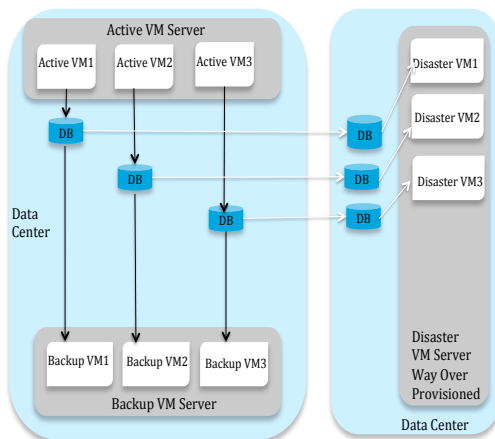 Active VM Server
Active VM1
Active VM2
Active VM3
DB
DB
DB
Data
Center
Backup VM1
Backup VM2
Backup VM3
Backup VM Server
Disaster VM1
Disaster VM2
Disaster VM3
DB
DB
DB
Disaster
VM Server
Way Over
Provisioned
Data Center